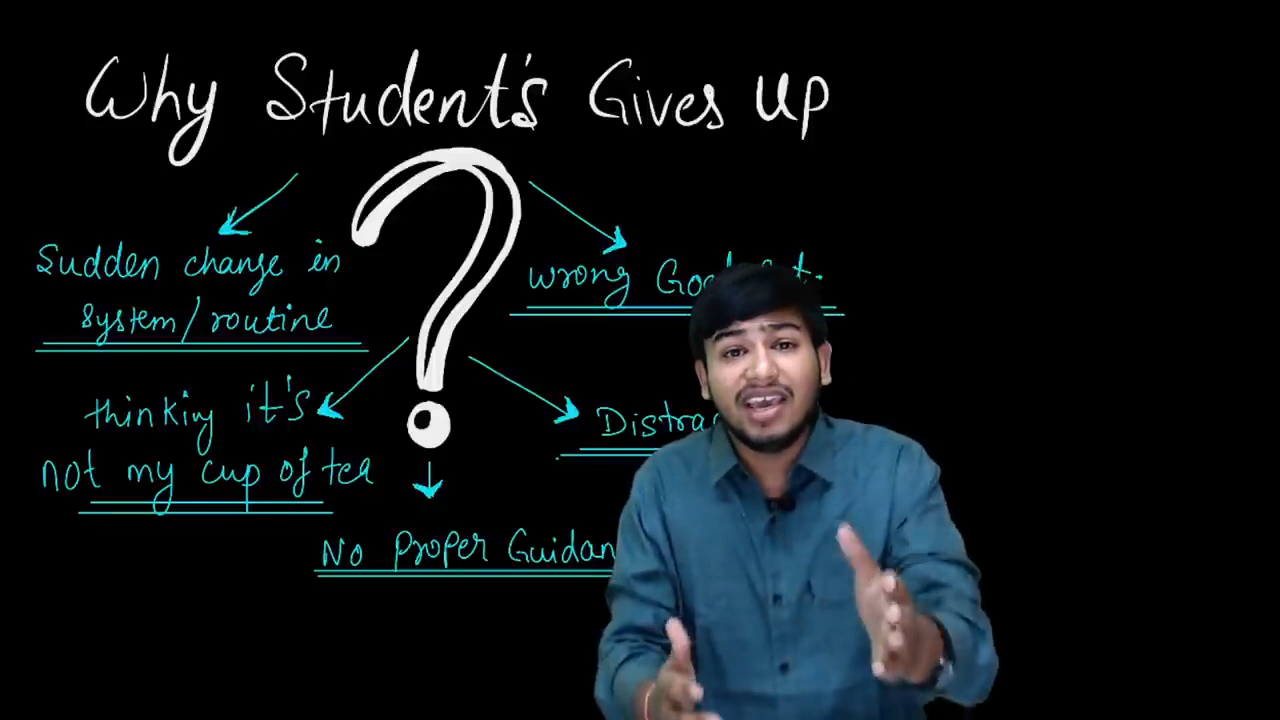 Why Student's Gives up
Sudden change in
system/routine
wrong
thinking it's
not my cup of tea
No Proper